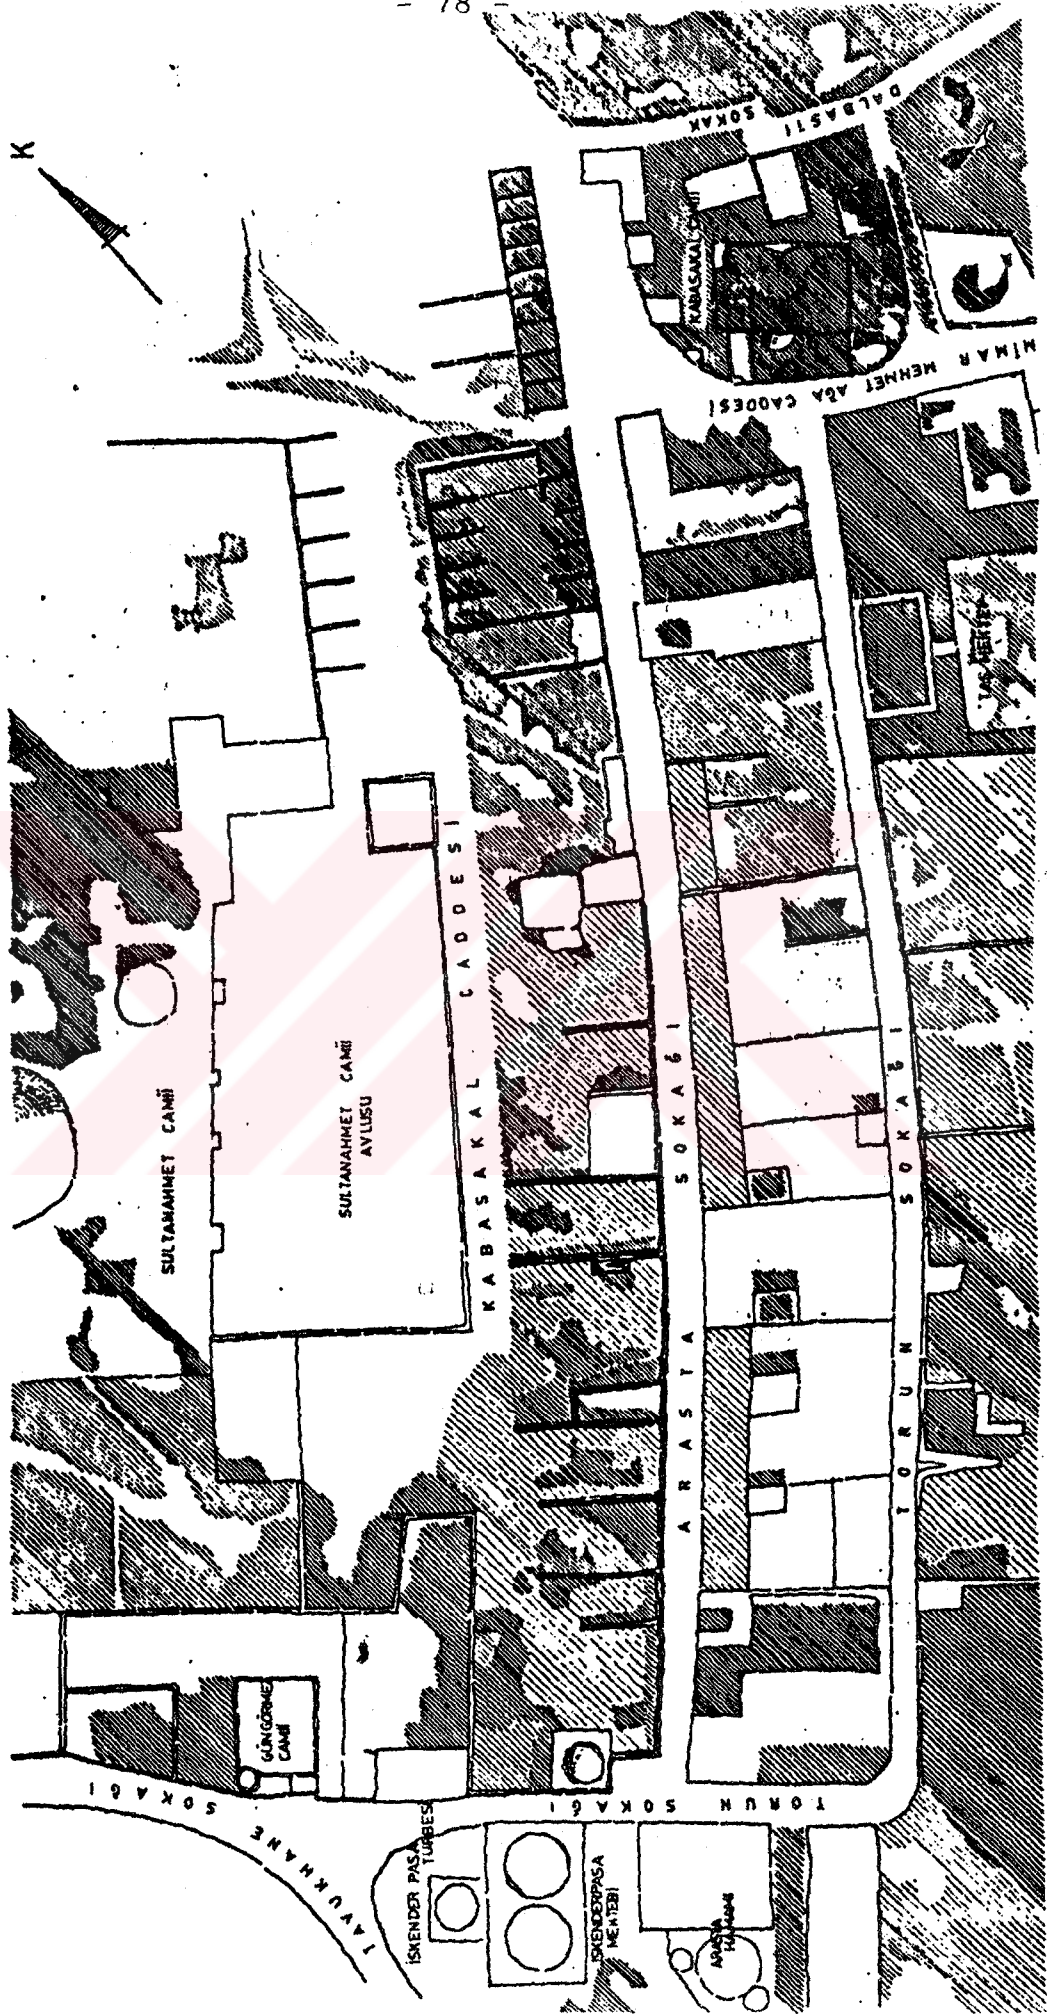 - 78 -
K
DALBASTI SOKAK
KABASAKAL CAMİİ
MİMAR MEHMET AĞA CADDESİ
TAŞ MEKTEP
KABASAKAL CADDESİ
SULTANAHMET CAMİİ
SULTANAHMET CAMİİ
AVLUSU
ARASTA SOKAĞI
TORUN SOKAĞI
GÜNGÖRMEZ
CAMİİ
TAVUKHANE SOKAĞI
TORUN SOKAĞI
İSKENDER PAŞA
TÜRBESİ
İSKENDERPAŞA
MEKTEBİ
ARASTA
HAMAMI